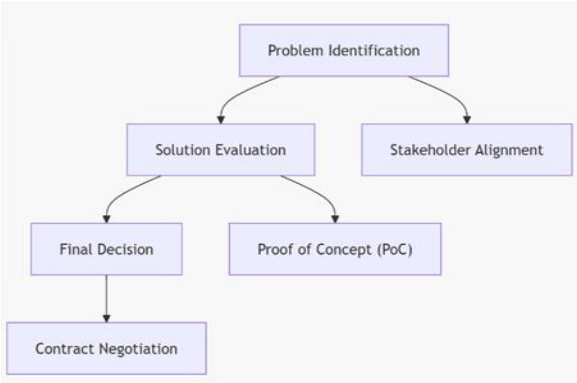 Problem Identification
Solution Evaluation
Stakeholder Alignment
Final Decision
Proof of Concept (PoC)
Contract Negotiation